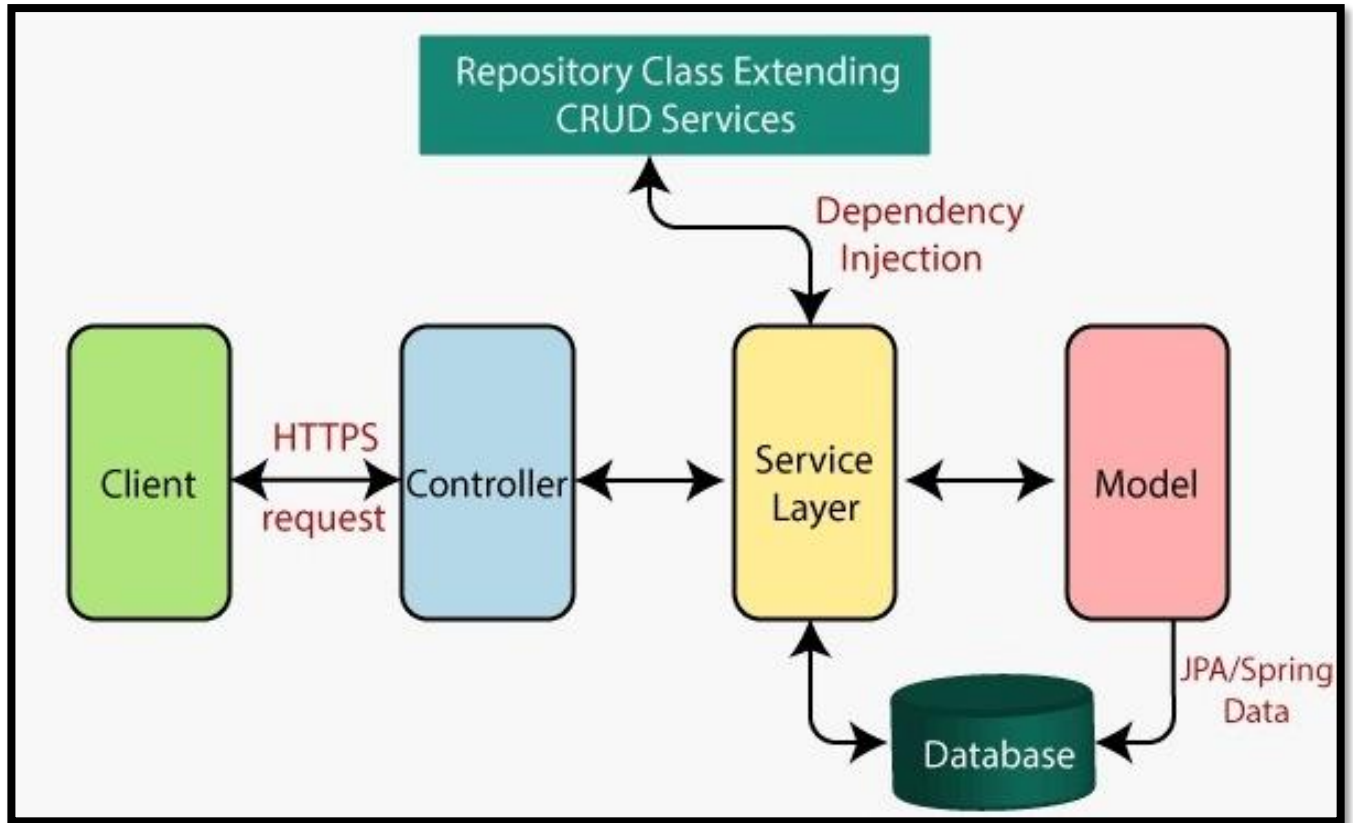 Repository Class Extending
CRUD Services
Dependency
Injection
HTTPS
request
Client
Controller
Service
Layer
Model
JPA/Spring
Data
Database